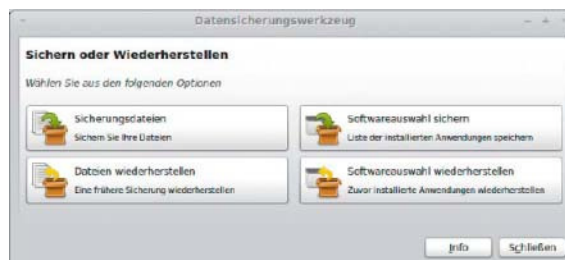 Datensicherungswerkzeug
Sichern oder Wiederherstellen
Wählen Sie aus den folgenden Optionen
Sicherungsdateien
Sichern Sie Ihre Dateien
Softwareauswahl sichern
Liste der installierten Anwendungen speichern
Dateien wiederherstellen
Eine frühere Sicherung wiederherstellen
Softwareauswahl wiederherstellen
Zuvor installierte Anwendungen wiederherstellen
Info
Schließen